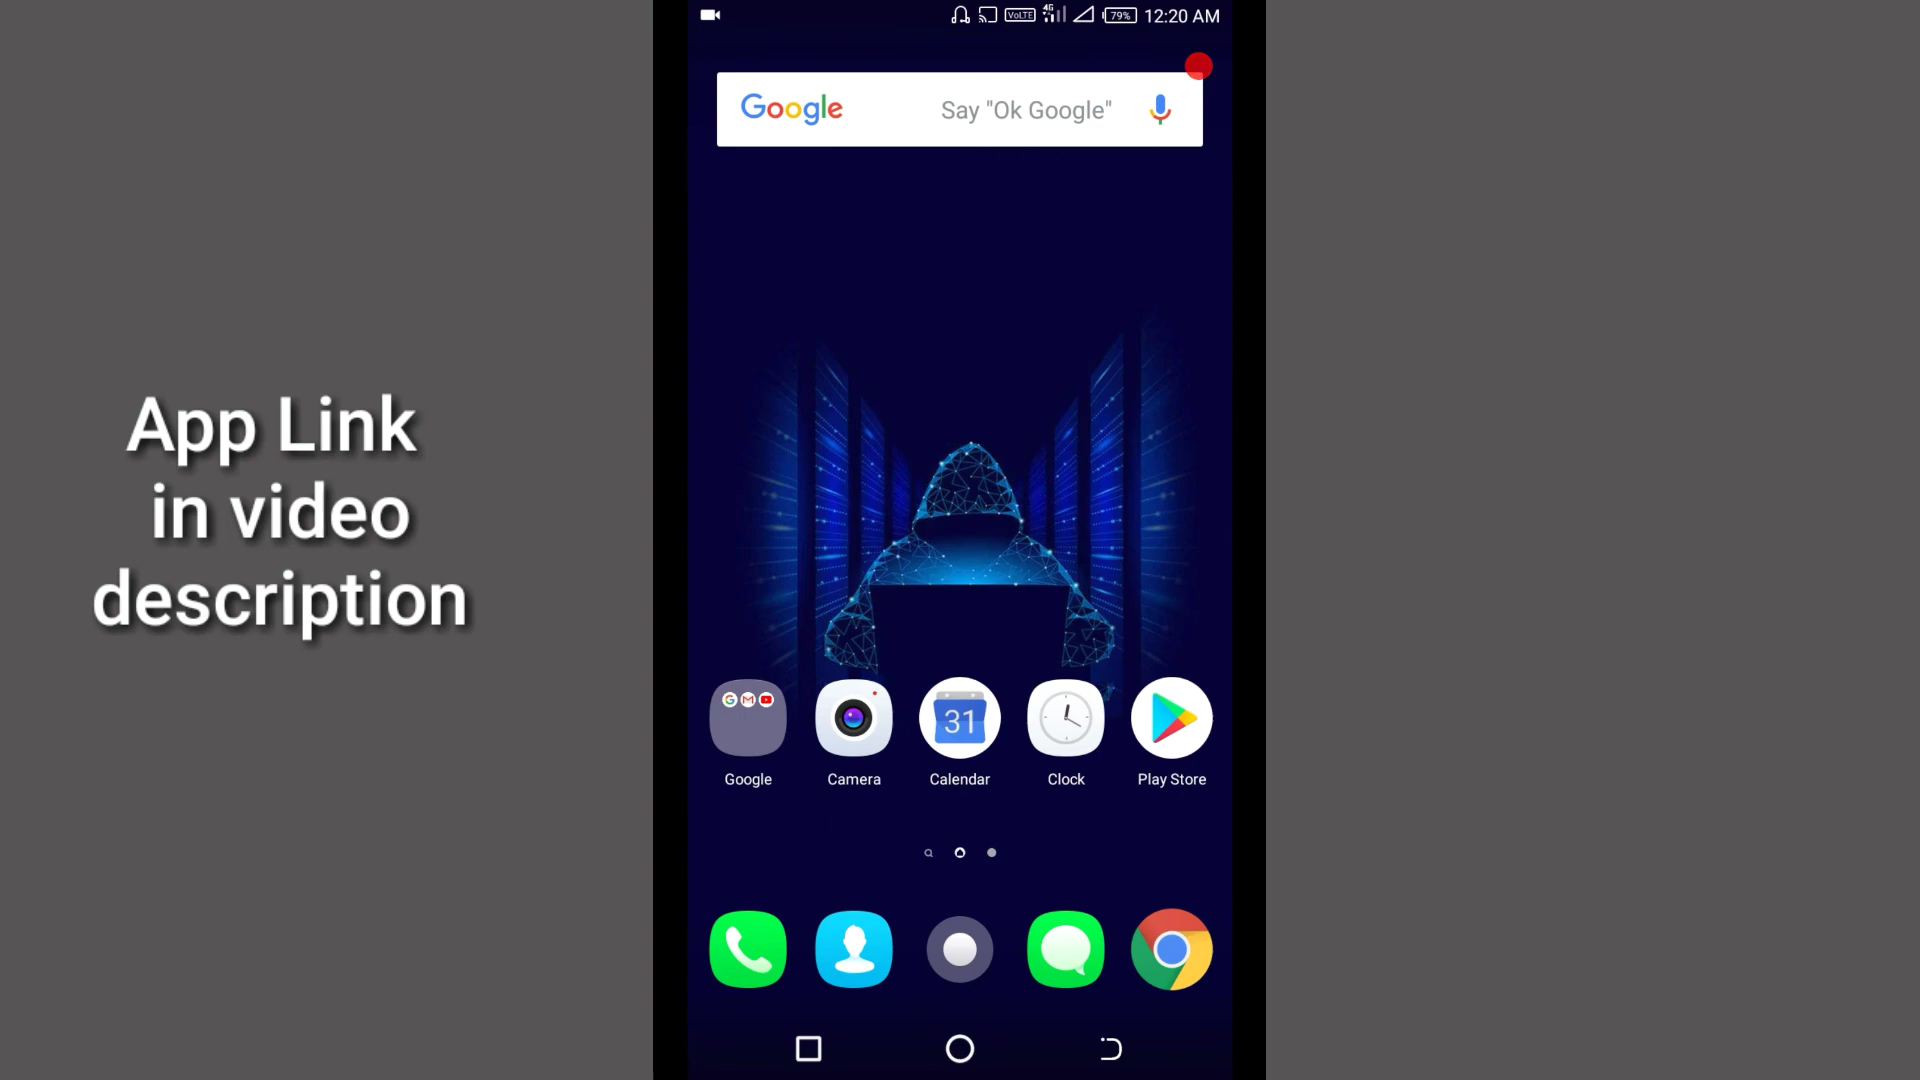 VoLTE 4G 79% 12:20 AM
Google Say "Ok Google"
App Link
in video
description
31
Google Camera Calendar Clock Play Store